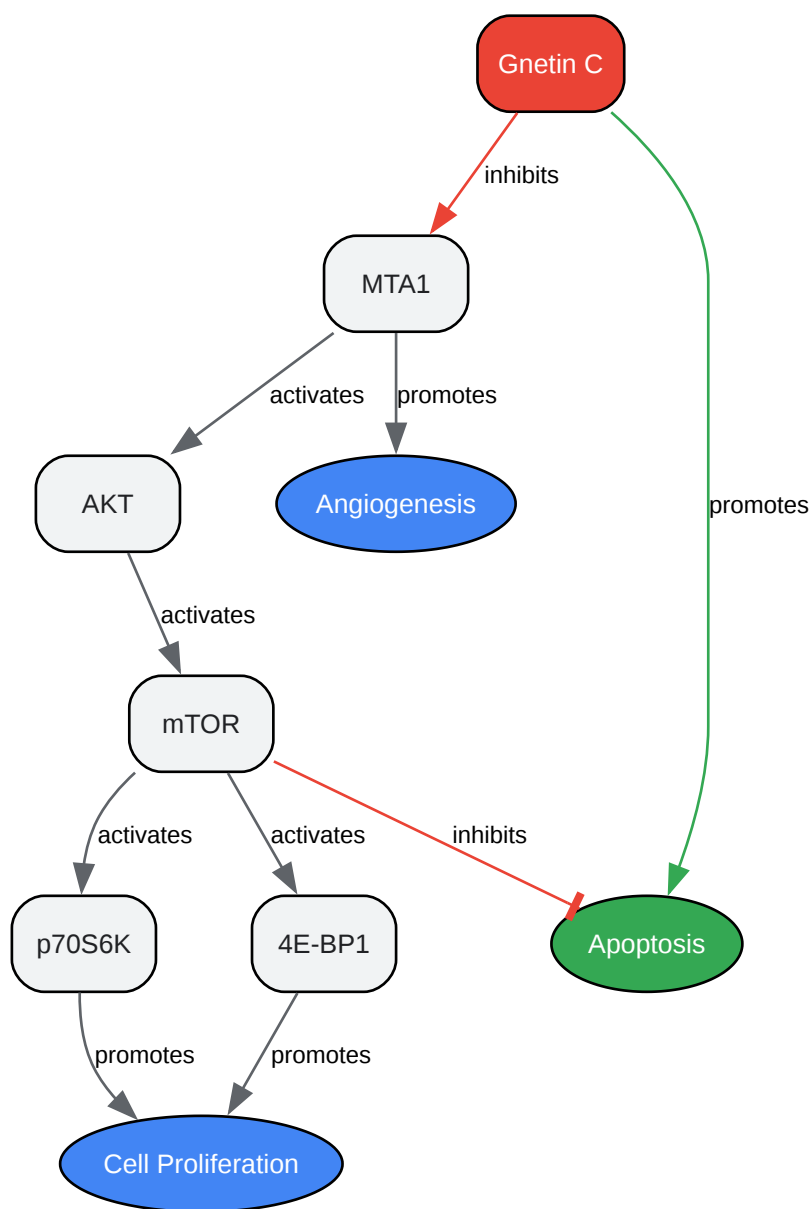 Gnetin C
inhibits
MTA1
activates
promotes
AKT
Angiogenesis
promotes
activates
mTOR
activates
activates
inhibits
p70S6K
4E-BP1
Apoptosis
promotes
promotes
Cell Proliferation